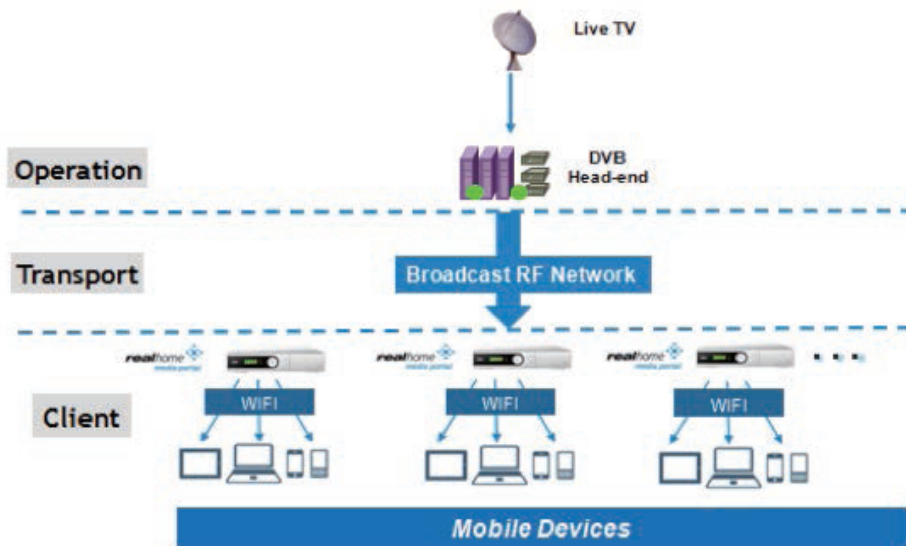 Live TV
DVB
Head-end
Operation
Transport
Broadcast RF Network
realhome
media portal
realhome
media portal
realhome
media portal
Client
WIFI
WIFI
WIFI
Mobile Devices